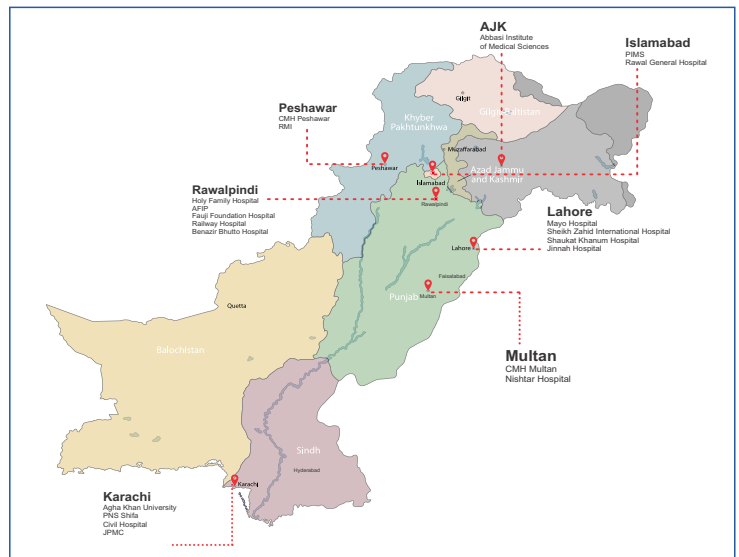 AJK
Abbasi Institute
of Medical Sciences
Islamabad
PIMS
Rawal General Hospital
Peshawar
CMH Peshawar
RMI
Gilgit
Gilgit Baltistan
Khyber
Pakhtunkhwa
Muzaffarabad
Peshawar
Azad Jammu
and Kashmir
Islamabad
Rawalpindi
Holy Family Hospital
AFIP
Fauji Foundation Hospital
Railway Hospital
Benazir Bhutto Hospital
Rawalpindi
Lahore
Mayo Hospital
Sheikh Zahid International Hospital
Shaukat Khanum Hospital
Jinnah Hospital
Lahore
Faisalabad
Punjab
Multan
Quetta
Balochistan
Multan
CMH Multan
Nishtar Hospital
Sindh
Hyderabad
Karachi
Karachi
Agha Khan University
PNS Shifa
Civil Hospital
JPMC